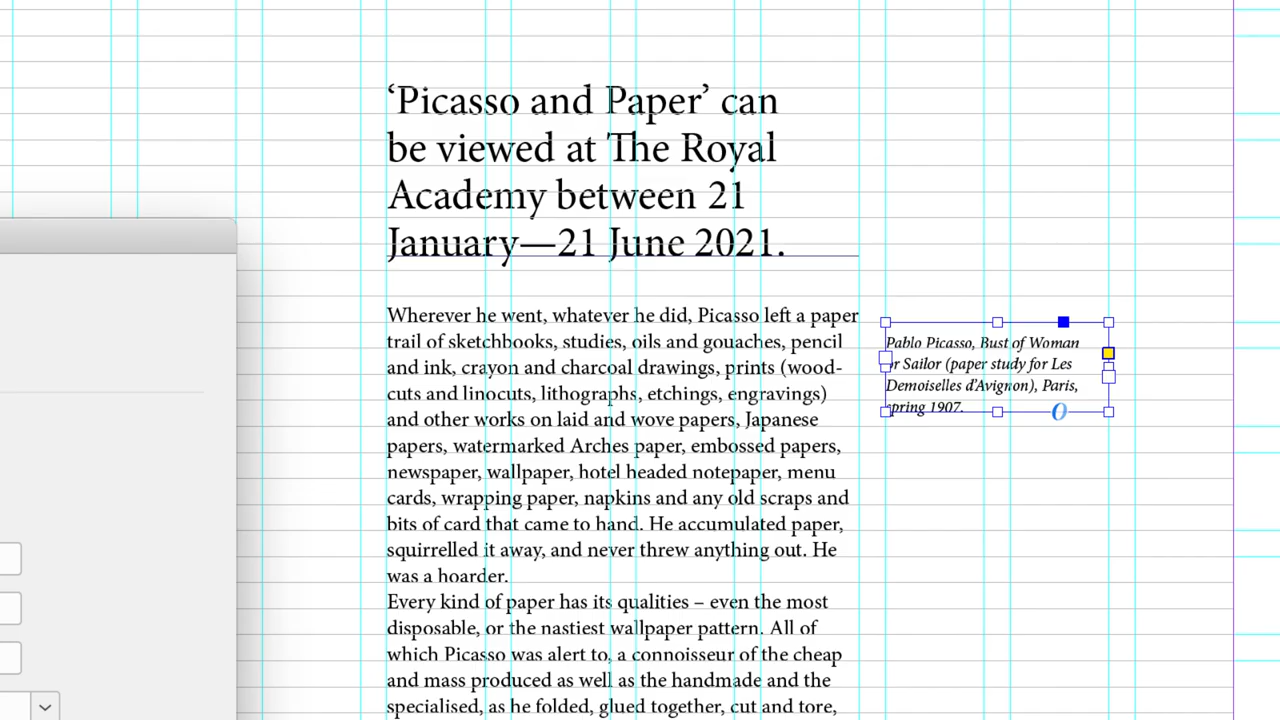 ‘Picasso and Paper’ can
be viewed at The Royal
Academy between 21
January—21 June 2021.
Wherever he went, whatever he did, Picasso left a paper
trail of sketchbooks, studies, oils and gouaches, pencil
and ink, crayon and charcoal drawings, prints (wood-
cuts and linocuts, lithographs, etchings, engravings)
and other works on laid and wove papers, Japanese
papers, watermarked Arches paper, embossed papers,
newspaper, wallpaper, hotel headed notepaper, menu
cards, wrapping paper, napkins and any old scraps and
bits of card that came to hand. He accumulated paper,
squirrelled it away, and never threw anything out. He
was a hoarder.
Every kind of paper has its qualities – even the most
disposable, or the nastiest wallpaper pattern. All of
which Picasso was alert to, a connoisseur of the cheap
and mass produced as well as the handmade and the
specialised, as he folded, glued together, cut and tore,
Pablo Picasso, Bust of Woman
or Sailor (paper study for Les
Demoiselles d’Avignon), Paris,
spring 1907.